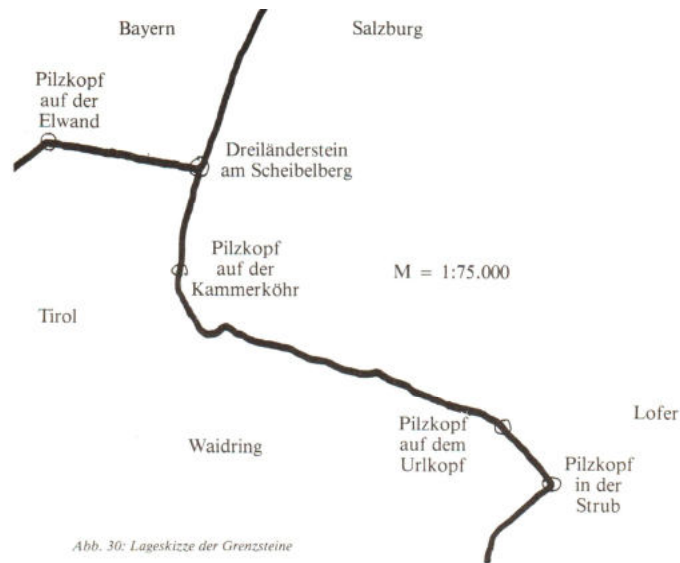 Bayern
Salzburg
Pilzkopf
auf der
Elwand
Dreiländerstein
am Scheibelberg
Pilzkopf
auf der
Kammerköhr
M = 1:75.000
Tirol
Waidring
Pilzkopf
auf dem
Urlkopf
Lofer
Pilzkopf
in der
Strub
Abb. 30: Lageskizze der Grenzsteine